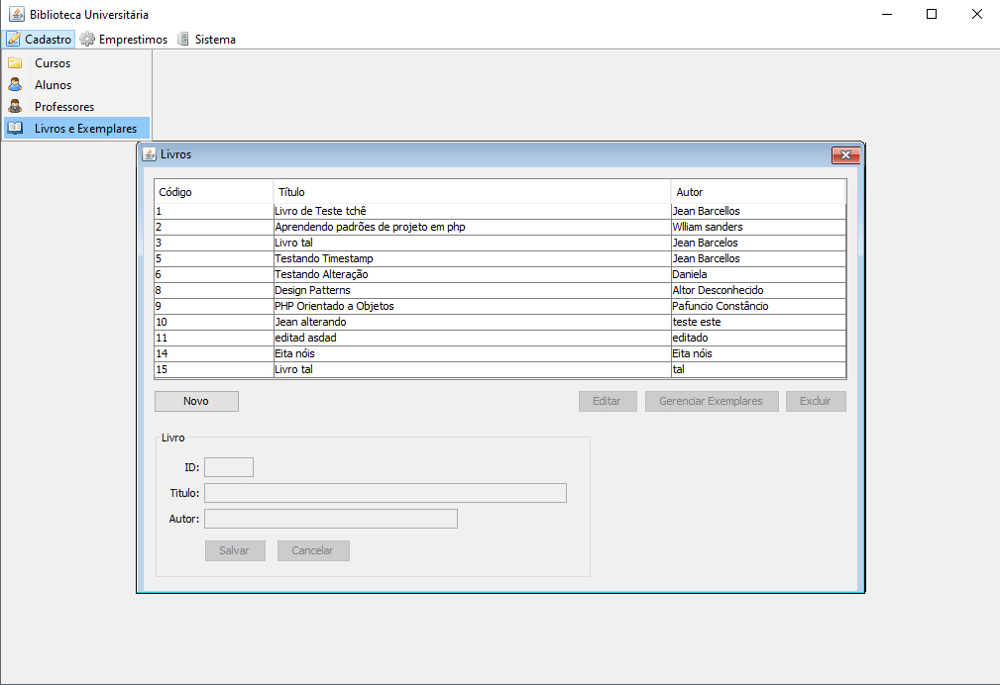 Biblioteca Universitária
Cadastro Emprestimos Sistema
Cursos
Alunos
Professores
Livros e Exemplares
Livros
Código Título Autor
1 Livro de Teste tchê Jean Barcellos
2 Aprendendo padrões de projeto em php Wlliam sanders
3 Livro tal Jean Barcelos
5 Testando Timestamp Jean Barcellos
6 Testando Alteração Daniela
8 Design Patterns Altor Desconhecido
9 PHP Orientado a Objetos Pafuncio Constâncio
10 Jean alterando teste este
11 editad asdad editado
14 Eita nóis Eita nóis
15 Livro tal tal
Novo Editar Gerenciar Exemplares Excluir
Livro
ID:
Titulo:
Autor:
Salvar Cancelar